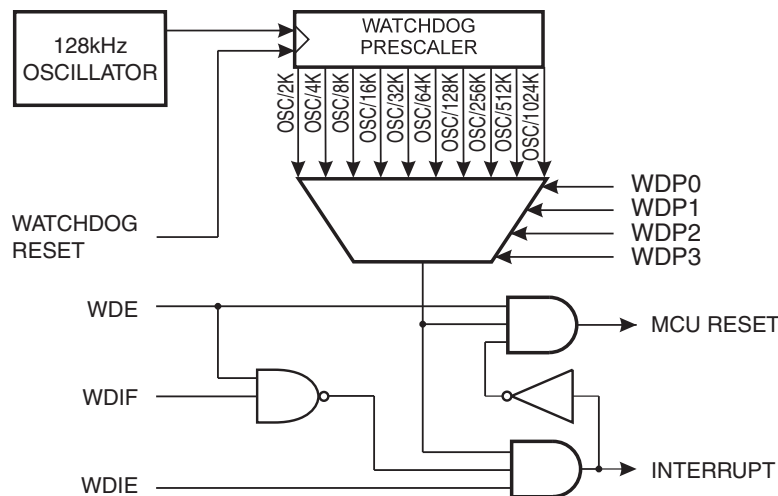 128kHz
OSCILLATOR
WATCHDOG
PRESCALER
OSC/2K
OSC/4K
OSC/8K
OSC/16K
OSC/32K
OSC/64K
OSC/128K
OSC/256K
OSC/512K
OSC/1024K
WDP0
WDP1
WDP2
WDP3
WATCHDOG
RESET
WDE
MCU RESET
WDIF
WDIE
INTERRUPT